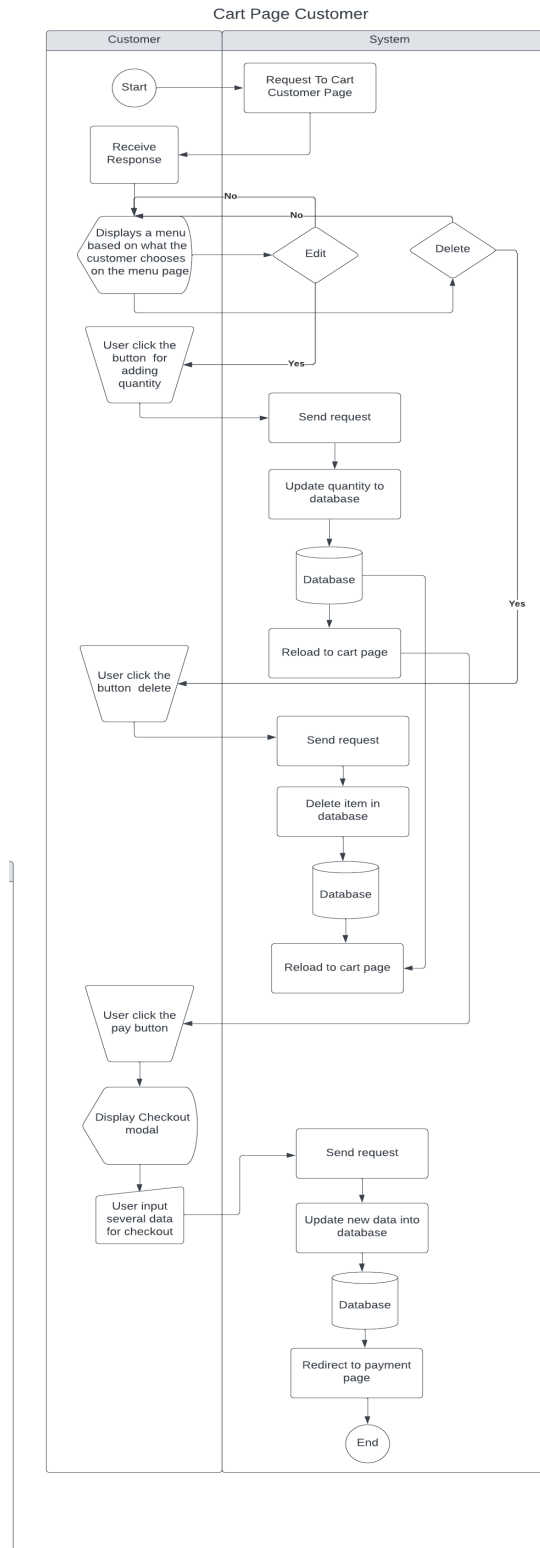 Cart Page Customer
Customer
System
Start
Request To Cart
Customer Page
Receive
Response
No
No
Displays a menu
based on what the
customer chooses
on the menu page
Edit
Delete
User click the
button for
adding
quantity
Yes
Send request
Update quantity to
database
Database
Yes
Reload to cart page
User click the
button delete
Send request
Delete item in
database
Database
Reload to cart page
User click the
pay button
Display Checkout
modal
Send request
User input
several data
for checkout
Update new data into
database
Database
Redirect to payment
page
End